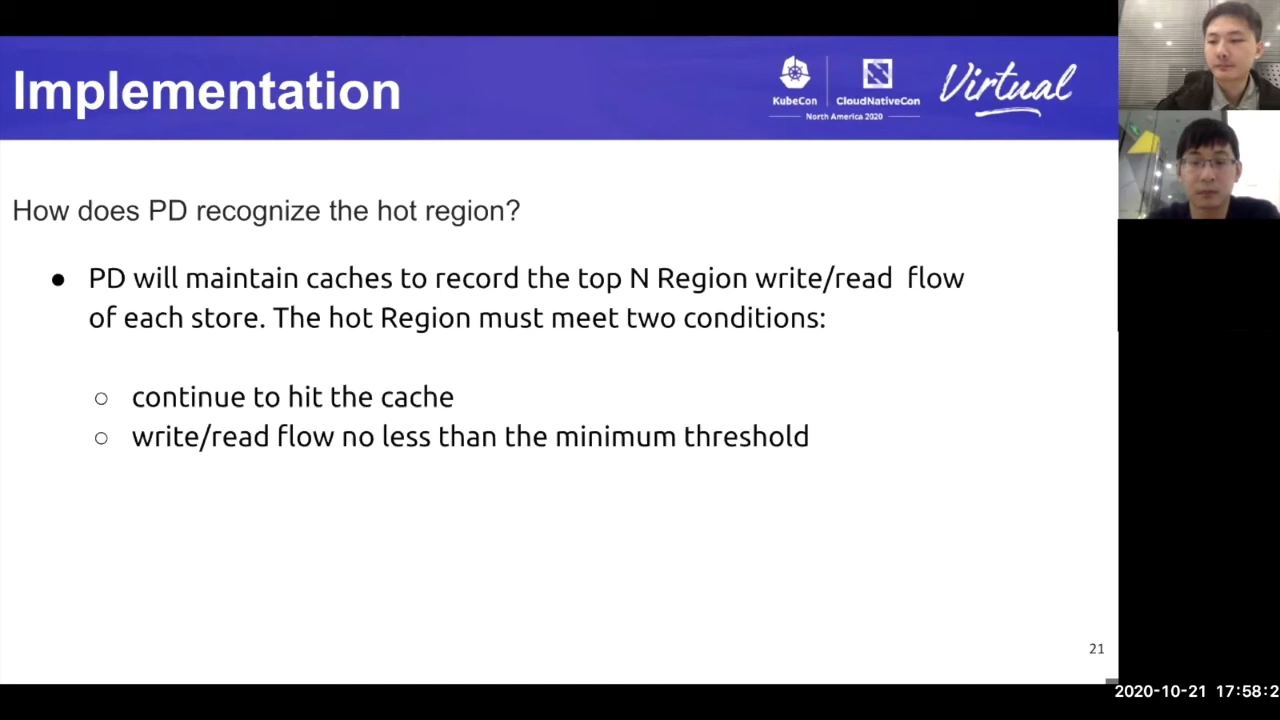 Implementation
KubeCon
CloudNativeCon
North America 2020
Virtual
How does PD recognize the hot region?
● PD will maintain caches to record the top N Region write/read flow
of each store. The hot Region must meet two conditions:
○ continue to hit the cache
○ write/read flow no less than the minimum threshold
21
2020-10-21 17:58:2